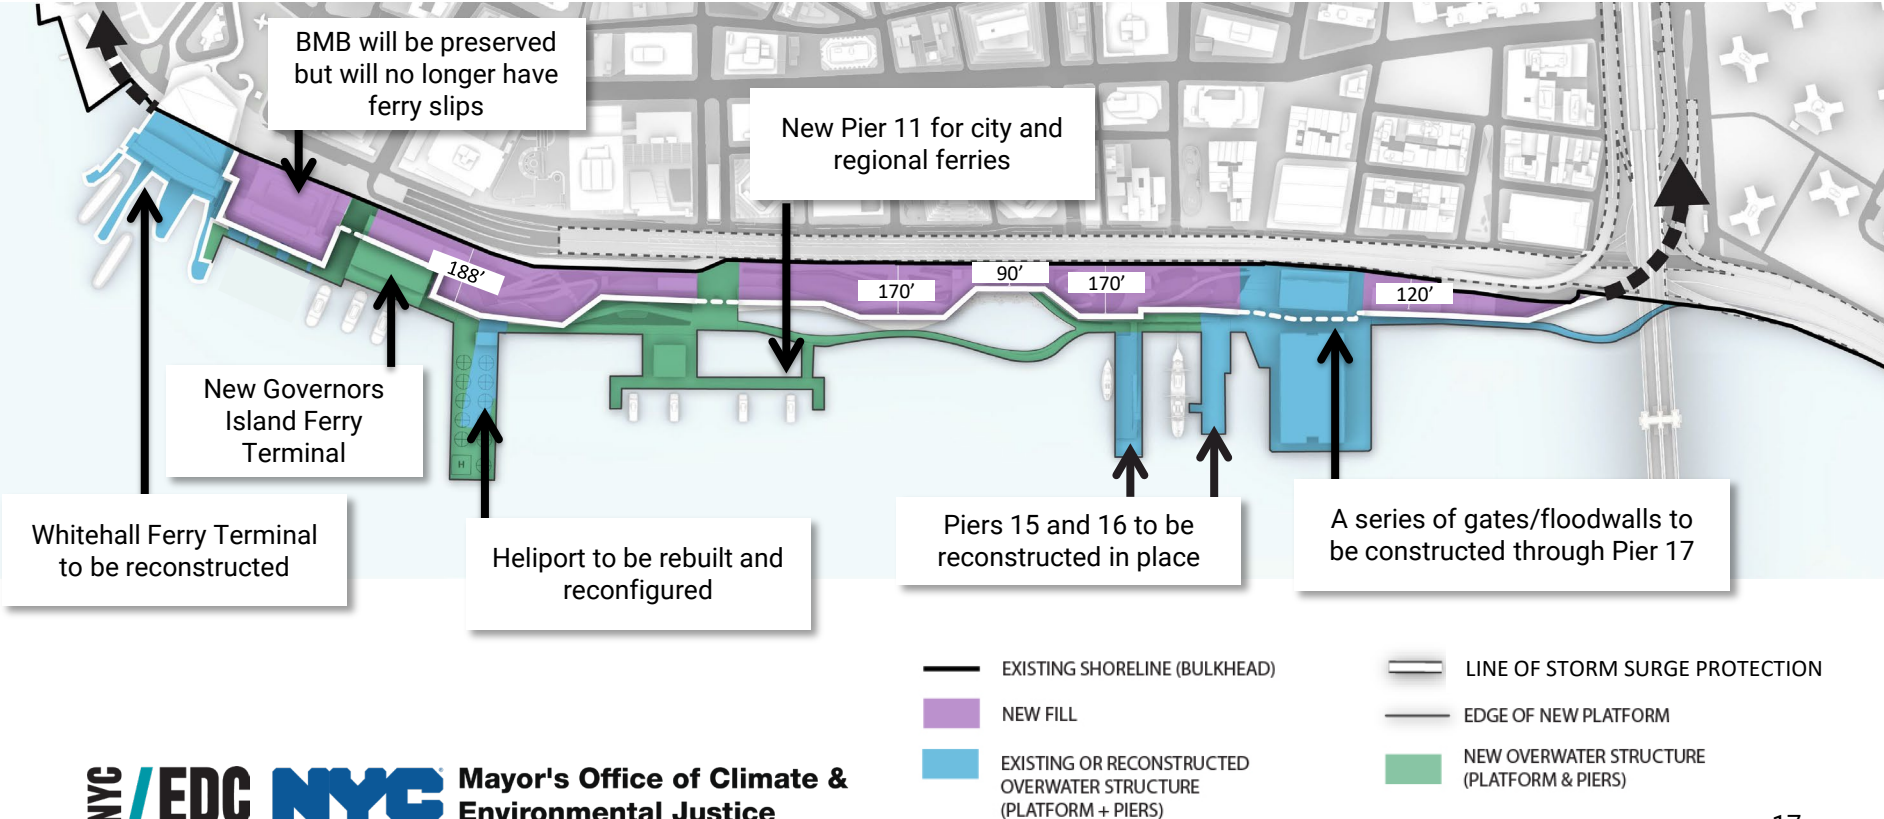 BMB will be preserved
but will no longer have
ferry slips
New Pier 11 for city and
regional ferries
188’
170’
90’
170’
120’
New Governors
Island Ferry
Terminal
H
Whitehall Ferry Terminal
to be reconstructed
Heliport to be rebuilt and
reconfigured
Piers 15 and 16 to be
reconstructed in place
A series of gates/floodwalls to
be constructed through Pier 17
EXISTING SHORELINE (BULKHEAD)
NEW FILL
EXISTING OR RECONSTRUCTED
OVERWATER STRUCTURE
(PLATFORM + PIERS)
LINE OF STORM SURGE PROTECTION
EDGE OF NEW PLATFORM
NEW OVERWATER STRUCTURE
(PLATFORM & PIERS)
NYC/EDC
NYC
Mayor's Office of Climate &
Environmental Justice
17